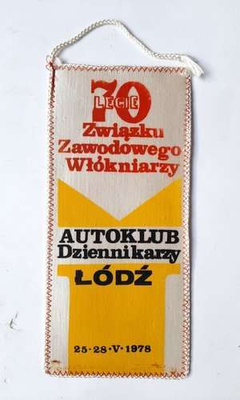 70
LECIE
Związku
Zawodowego
Włókniarzy
AUTOKLUB
Dziennikarzy
ŁÓDŹ
25-28-V-1978